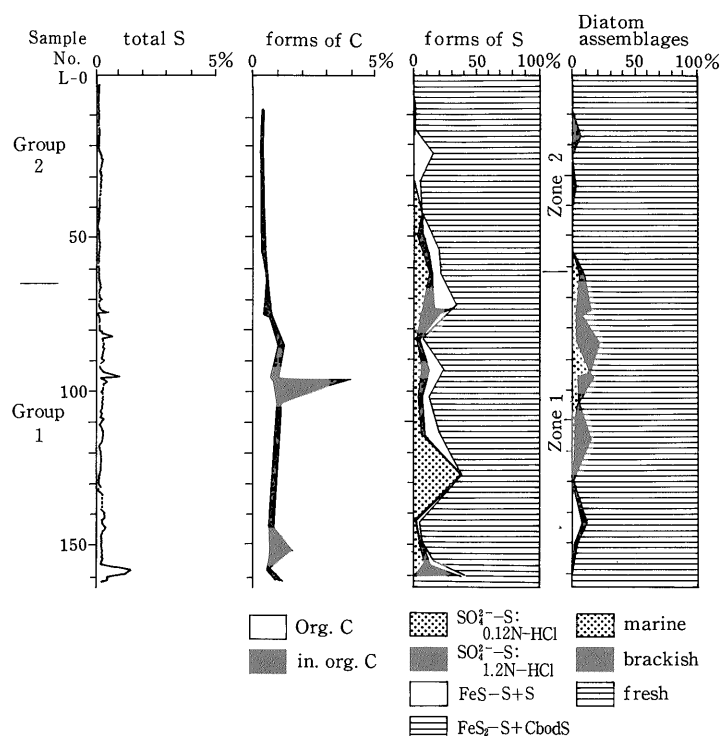 Sample No.
total S
forms of C
forms of S
Diatom assemblages
0 5%
0 5%
0 50 100%
0 50 100%
L-0
50
100
150
Group 2
Group 1
Zone 2
Zone 1
Org. C
in. org. C
SO₄²⁻-S: 0.12N-HCl
SO₄²⁻-S: 1.2N-HCl
FeS-S+S
FeS₂-S+CbodS
marine
brackish
fresh